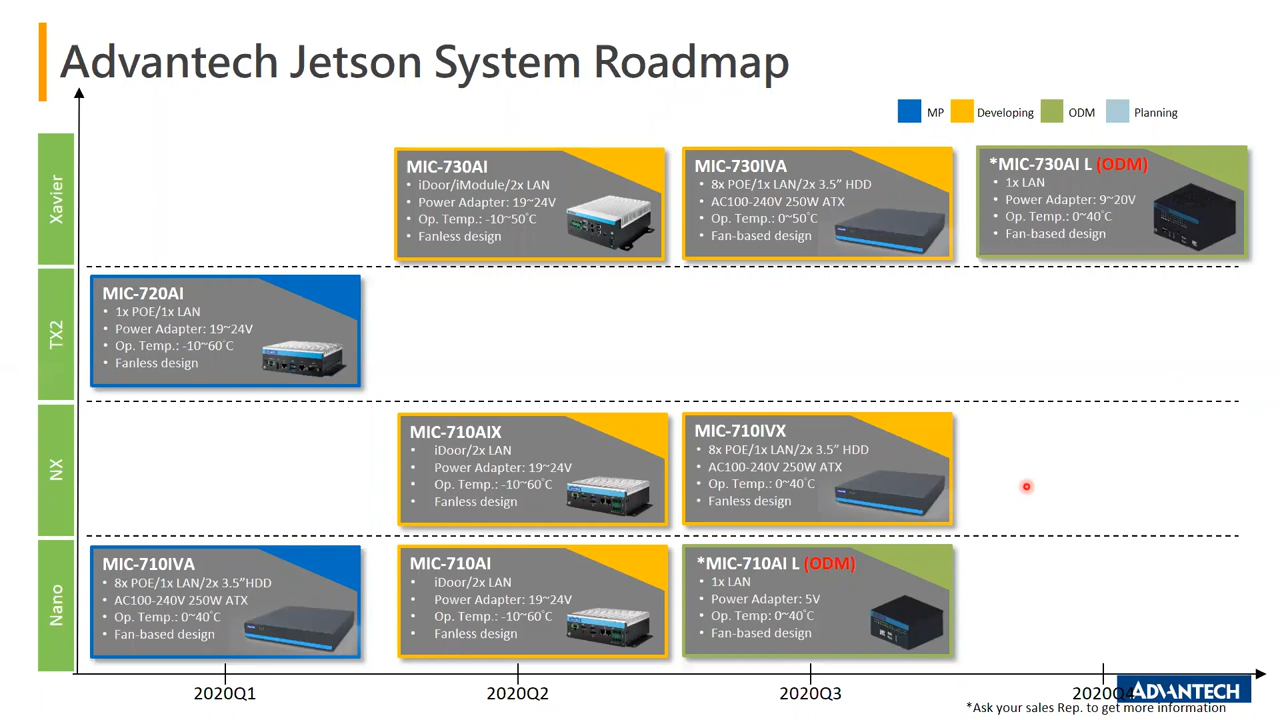 Advantech Jetson System Roadmap
MP Developing ODM Planning
Xavier
MIC-730AI
• iDoor/iModule/2x LAN
• Power Adapter: 19~24V
• Op. Temp.: -10~50°C
• Fanless design
MIC-730IVA
• 8x POE/1x LAN/2x 3.5” HDD
• AC100-240V 250W ATX
• Op. Temp.: 0~50°C
• Fan-based design
*MIC-730AI L (ODM)
• 1x LAN
• Power Adapter: 9~20V
• Op. Temp.: 0~40°C
• Fan-based design
TX2
MIC-720AI
• 1x POE/1x LAN
• Power Adapter: 19~24V
• Op. Temp.: -10~60°C
• Fanless design
NX
MIC-710AIX
• iDoor/2x LAN
• Power Adapter: 19~24V
• Op. Temp.: -10~60°C
• Fanless design
MIC-710IVX
• 8x POE/1x LAN/2x 3.5” HDD
• AC100-240V 250W ATX
• Op. Temp.: 0~40°C
• Fanless design
Nano
MIC-710IVA
• 8x POE/1x LAN/2x 3.5”HDD
• AC100-240V 250W ATX
• Op. Temp.: 0~40°C
• Fan-based design
MIC-710AI
• iDoor/2x LAN
• Power Adapter: 19~24V
• Op. Temp.: -10~60°C
• Fanless design
*MIC-710AI L (ODM)
• 1x LAN
• Power Adapter: 5V
• Op. Temp.: 0~40°C
• Fan-based design
2020Q1 2020Q2 2020Q3 2020Q4
ADVANTECH
*Ask your sales Rep. to get more information